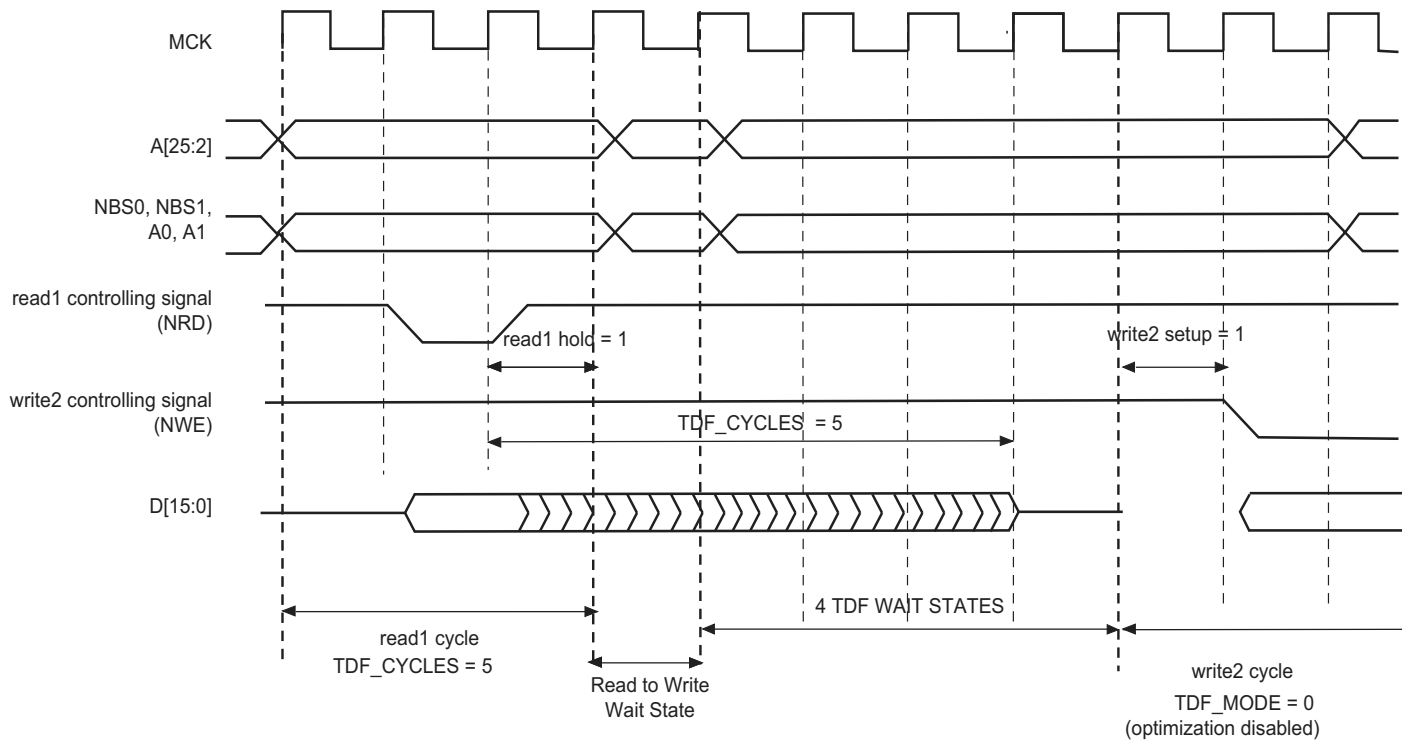 MCK
A[25:2]
NBS0, NBS1,
A0, A1
read1 controlling signal
(NRD)
read1 hold = 1
write2 setup = 1
write2 controlling signal
(NWE)
TDF_CYCLES = 5
D[15:0]
4 TDF WAIT STATES
read1 cycle
TDF_CYCLES = 5
Read to Write
Wait State
write2 cycle
TDF_MODE = 0
(optimization disabled)